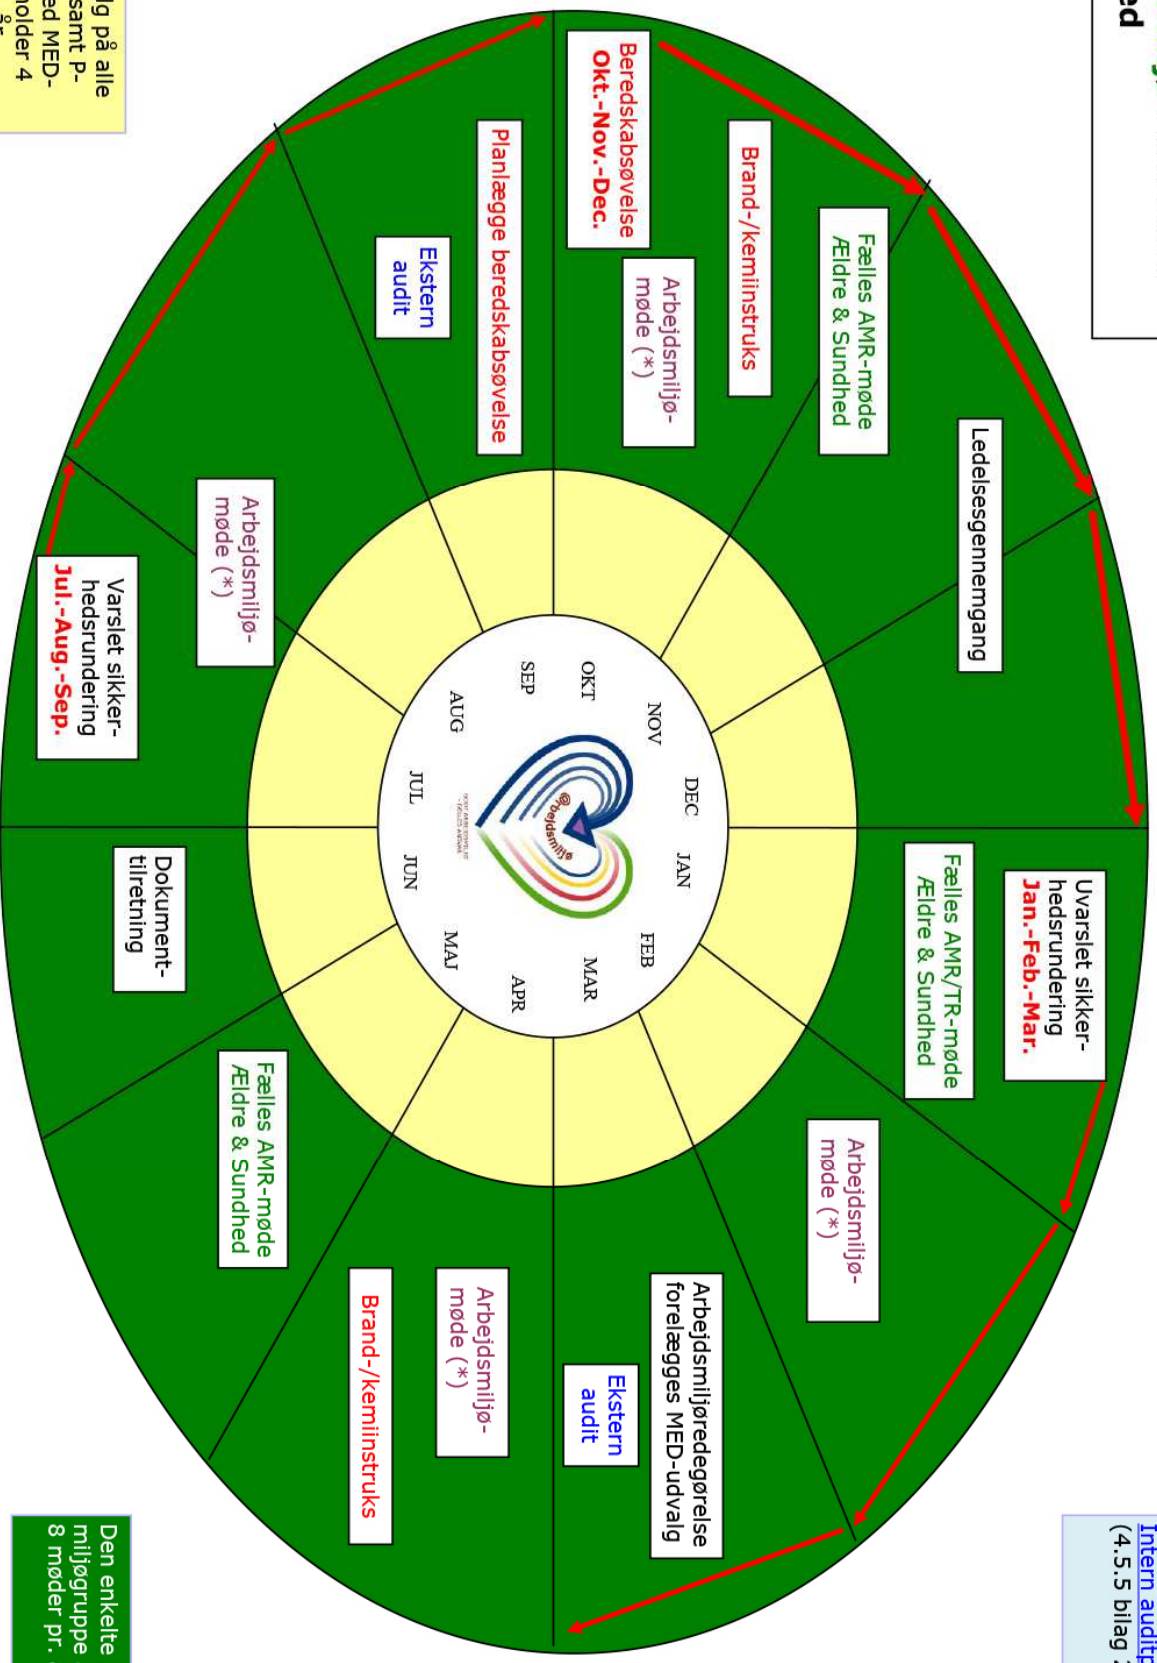 ed
Intern auditp
(4.5.5 bilag
Uvarslet sikker-
hedsrundering
Jan.-Feb.-Mar.
Fælles AMR/TR-møde
Ældre & Sundhed
Arbejdsmiljø-
møde (*)
Arbejdsmiljøredegørelse
forelægges MED-udvalg
Ekstern
audit
Arbejdsmiljø-
møde (*)
Brand-/kemiinstruks
Fælles AMR-møde
Ældre & Sundhed
Dokument-
tilretning
Varslet sikker-
hedsrundering
Jul.-Aug.-Sep.
Arbejdsmiljø-
møde (*)
Ekstern
audit
Planlægge beredskabsøvelse
Beredskabsøvelse
Okt.-Nov.-Dec.
Arbejdsmiljø-
møde (*)
Brand-/kemiinstruks
Fælles AMR-møde
Ældre & Sundhed
Ledelsesgennemgang
JAN
FEB
MAR
APR
MAJ
JUN
JUL
AUG
SEP
OKT
NOV
DEC
@rbejdsmiljø
lg på alle
samt P-
ed MED-
holder 4
år
Den enkelte
miljøgruppe
8 møder pr.